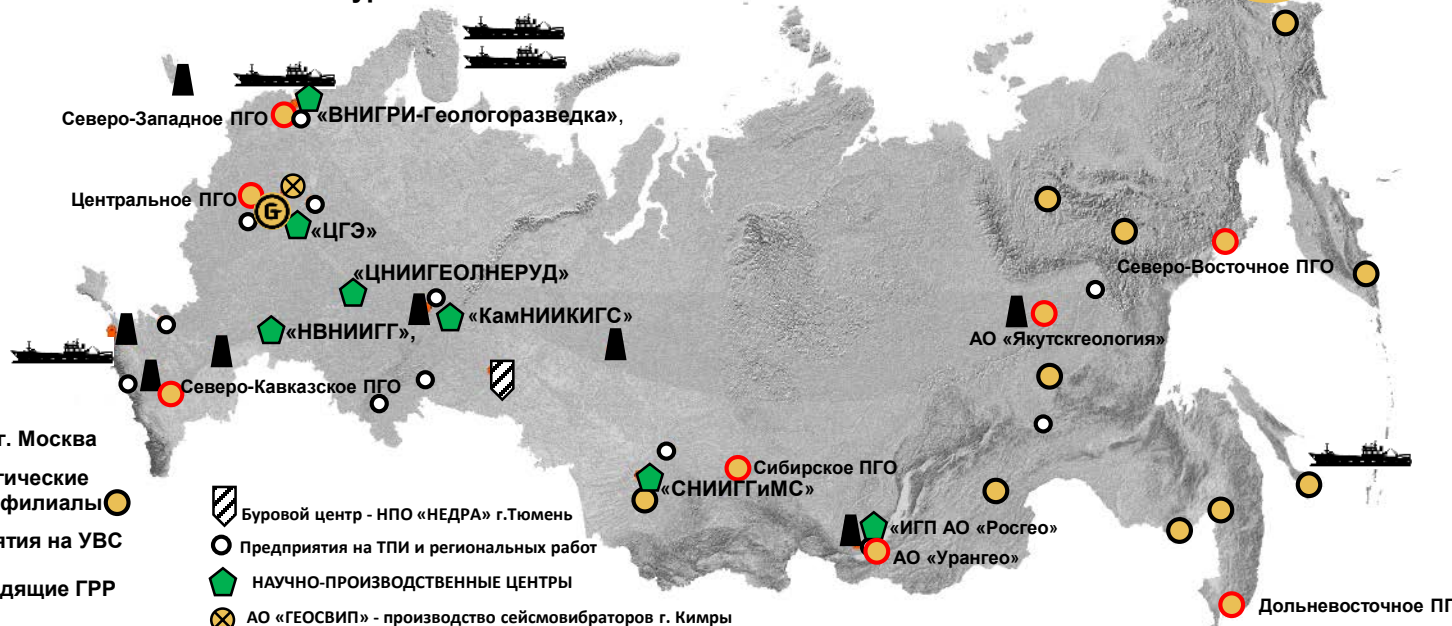 Северо-Западное ПГО
«ВНИГРИ-Геологоразведка»,
Центральное ПГО
«ЦГЭ»
«ЦНИИГЕОЛНЕРУД»
«КамНИИКИГС»
«НВНИИГГ»,
Северо-Кавказское ПГО
Северо-Восточное ПГО
АО «Якутскгеология»
Сибирское ПГО
«СНИИГГиМС»
«ИГП АО «Росгео»
АО «Урангео»
Дольневосточное ПГ
г. Москва
гические
филиалы
ятия на УВС
дящие ГРР
Буровой центр - НПО «НЕДРА» г.Тюмень
Предприятия на ТПИ и региональных работ
НАУЧНО-ПРОИЗВОДСТВЕННЫЕ ЦЕНТРЫ
АО «ГЕОСВИП» - производство сейсмовибраторов г. Кимры